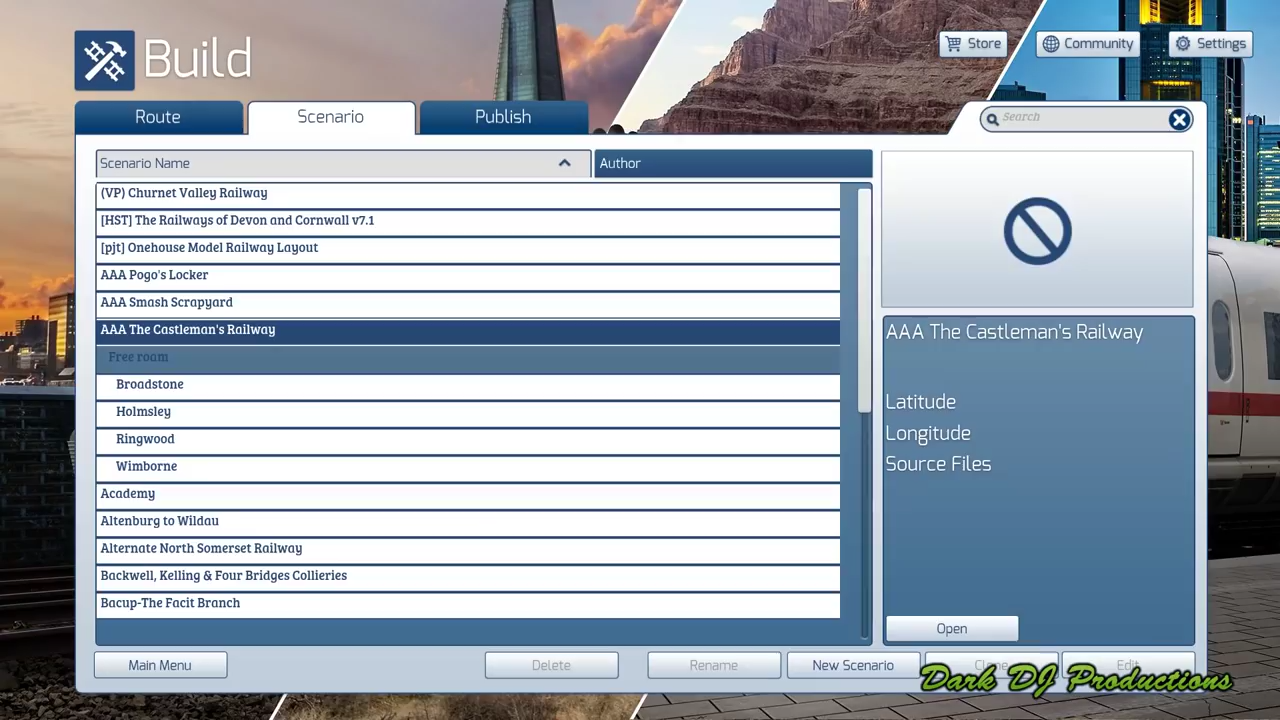 Build
Store
Community
Settings
Route
Scenario
Publish
Search
Scenario Name
Author
(VP) Churnet Valley Railway
[HST] The Railways of Devon and Cornwall v7.1
[pjt] Onehouse Model Railway Layout
AAA Pogo's Locker
AAA Smash Scrapyard
AAA The Castleman's Railway
Free roam
Broadstone
Holmsley
Ringwood
Wimborne
Academy
Altenburg to Wildau
Alternate North Somerset Railway
Backwell, Kelling & Four Bridges Collieries
Bacup-The Facit Branch
AAA The Castleman's Railway
Latitude
Longitude
Source Files
Open
Main Menu
Delete
Rename
New Scenario
Clone
Edit
Dark DJ Productions